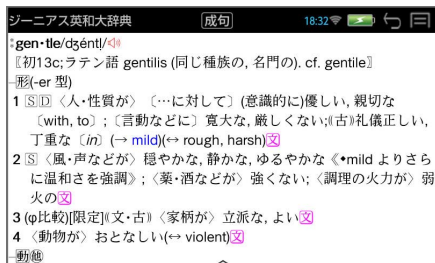 ジーニアス英和大辞典 成句 18:32
:gen・tle/dʒéntl/
〖初13c;ラテン語 gentilis (同じ種族の, 名門の). cf. gentile〗
―形(-er 型)
1 🅂🄳 〈人・性質が〉〔…に対して〕(意識的に)優しい, 親切な
〔with, to〕;〔言動などに〕寛大な, 厳しくない;⦅古⦆礼儀正しい,
丁重な〔in〕(→ mild)(↔ rough, harsh)文
2 🅂 〈風・声などが〉穏やかな, 静かな, ゆるやかな《◆mild よりさら
に温和さを強調》;〈薬・酒などが〉強くない;〈調理の火力が〉弱
火の文
3 (φ比較)[限定]⦅文・古⦆〈家柄が〉立派な, よい文
4 〈動物が〉おとなしい(↔ violent)文
―動他